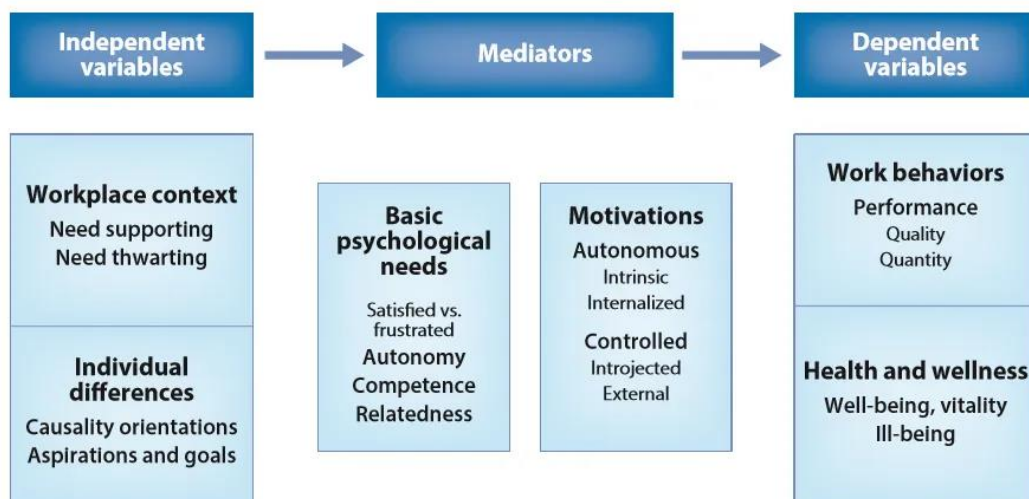 Independent
variables
Mediators
Dependent
variables
Workplace context
Need supporting
Need thwarting
Individual
differences
Causality orientations
Aspirations and goals
Basic
psychological
needs
Satisfied vs.
frustrated
Autonomy
Competence
Relatedness
Motivations
Autonomous
Intrinsic
Internalized
Controlled
Introjected
External
Work behaviors
Performance
Quality
Quantity
Health and wellness
Well-being, vitality
Ill-being